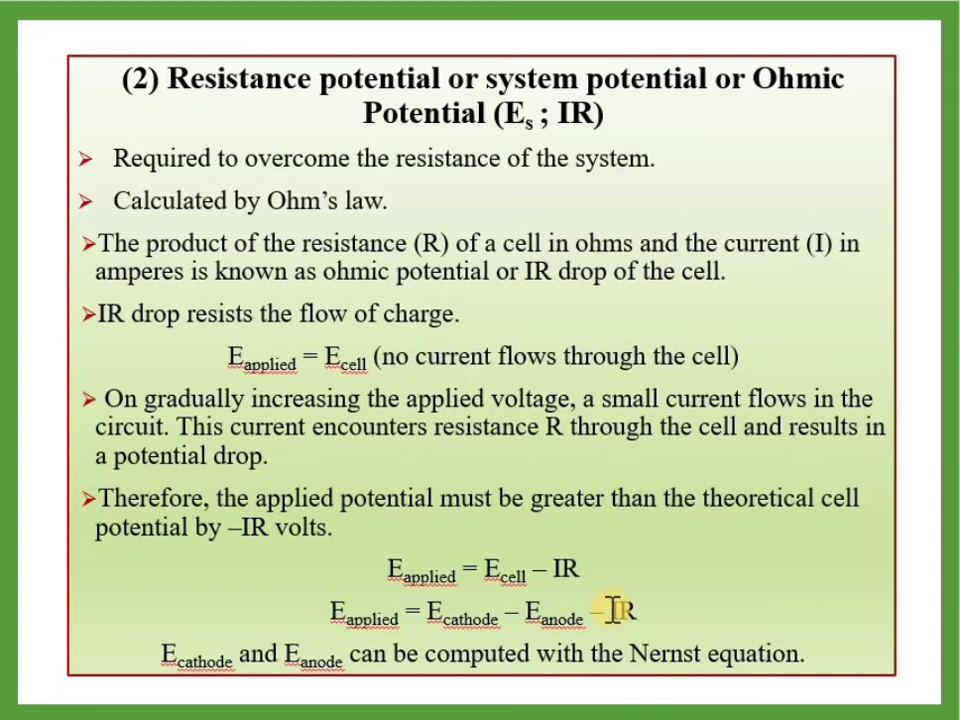 (2) Resistance potential or system potential or Ohmic
Potential (Es ; IR)
➢ Required to overcome the resistance of the system.
➢ Calculated by Ohm’s law.
➢The product of the resistance (R) of a cell in ohms and the current (I) in
amperes is known as ohmic potential or IR drop of the cell.
➢IR drop resists the flow of charge.
Eapplied = Ecell (no current flows through the cell)
➢ On gradually increasing the applied voltage, a small current flows in the
circuit. This current encounters resistance R through the cell and results in
a potential drop.
➢Therefore, the applied potential must be greater than the theoretical cell
potential by –IR volts.
Eapplied = Ecell – IR
Eapplied = Ecathode – Eanode – IR
Ecathode and Eanode can be computed with the Nernst equation.